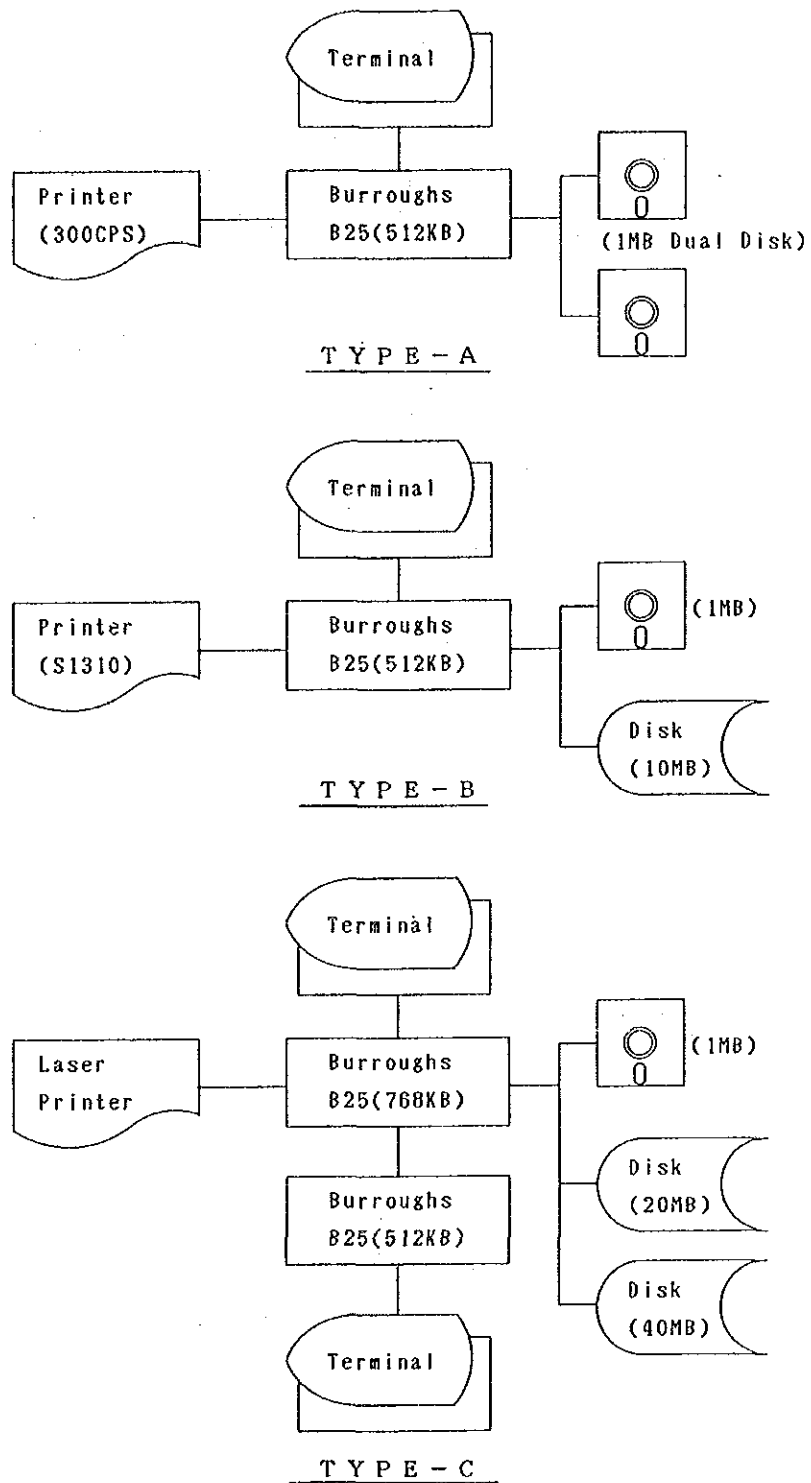 Terminal
Printer
(300CPS)
Burroughs
B25(512KB)
(1MB Dual Disk)
TYPE-A
Terminal
Printer
(S1310)
Burroughs
B25(512KB)
(1MB)
Disk
(10MB)
TYPE-B
Terminal
Laser
Printer
Burroughs
B25(768KB)
(1MB)
Burroughs
B25(512KB)
Disk
(20MB)
Disk
(40MB)
Terminal
TYPE-C